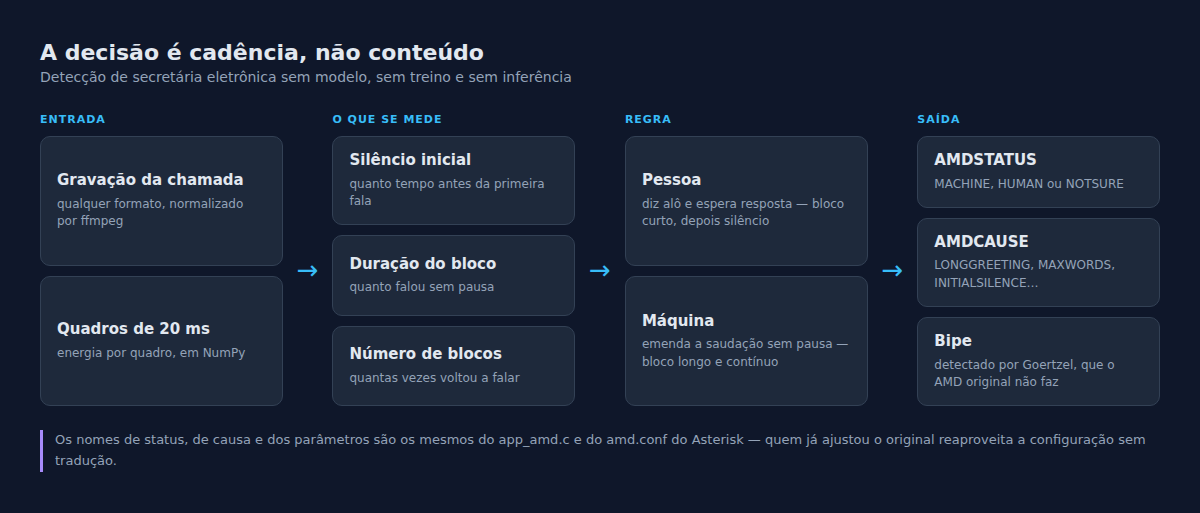 A decisão é cadência, não conteúdo
Detecção de secretária eletrônica sem modelo, sem treino e sem inferência
ENTRADA
Gravação da chamada
qualquer formato, normalizado
por ffmpeg
Quadros de 20 ms
energia por quadro, em NumPy
→
O QUE SE MEDE
Silêncio inicial
quanto tempo antes da primeira
fala
Duração do bloco
quanto falou sem pausa
Número de blocos
quantas vezes voltou a falar
→
REGRA
Pessoa
diz alô e espera resposta — bloco
curto, depois silêncio
Máquina
emenda a saudação sem pausa —
bloco longo e contínuo
→
SAÍDA
AMDSTATUS
MACHINE, HUMAN ou NOTSURE
AMDCAUSE
LONGGREETING, MAXWORDS,
INITIALSILENCE…
Bipe
detectado por Goertzel, que o
AMD original não faz
Os nomes de status, de causa e dos parâmetros são os mesmos do app_amd.c e do amd.conf do Asterisk — quem já ajustou o original reaproveita a configuração sem
tradução.